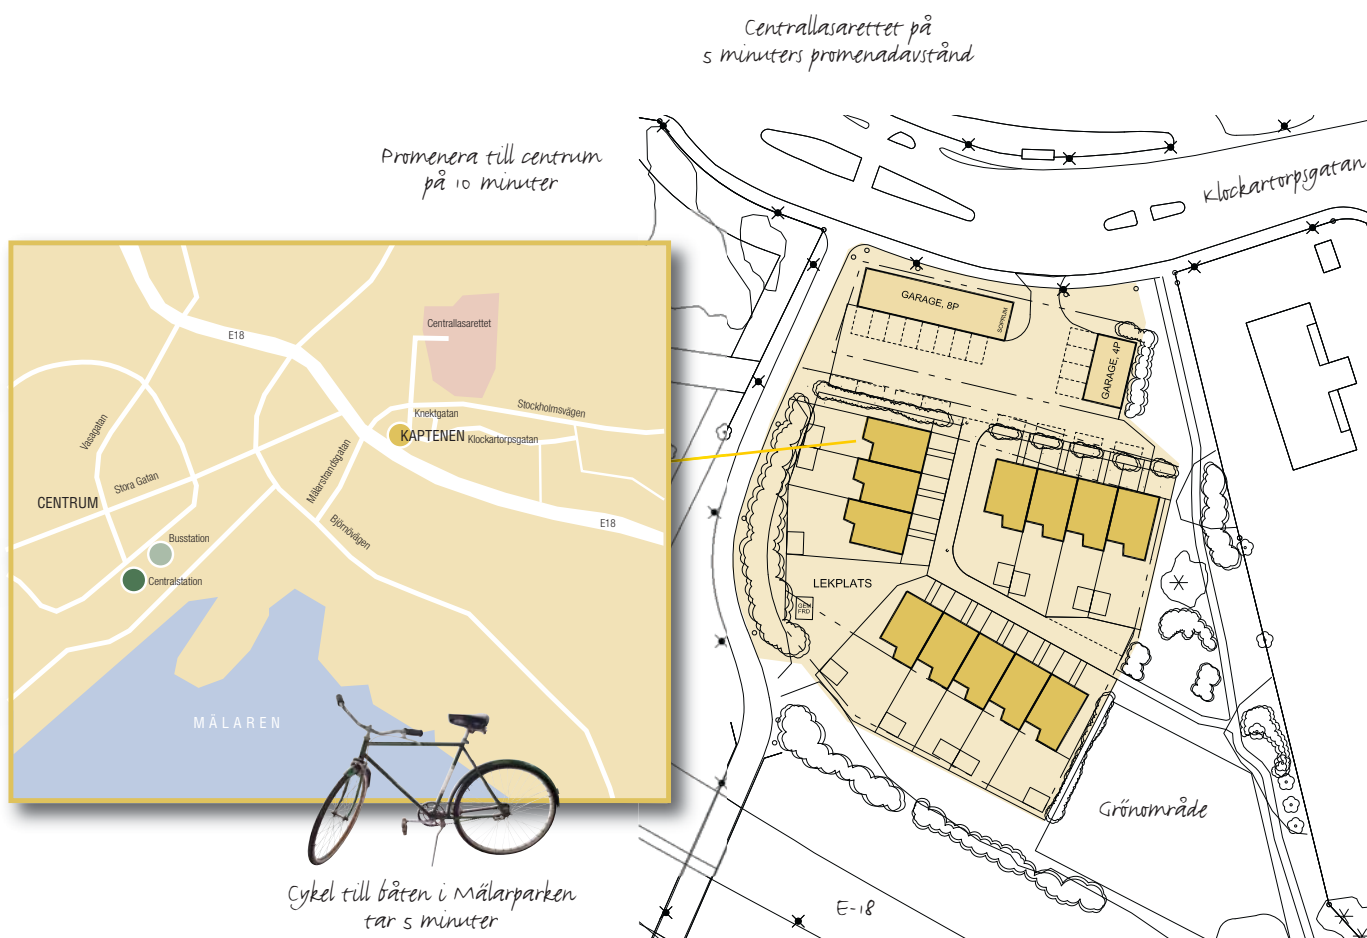 Centrallasarettet på
5 minuters promenadavstånd
Promenera till centrum
på 10 minuter
Klockartorpsgatan
GARAGE, 8P
SOPRUM
GARAGE, 4P
E18
Centrallasarettet
Knektgatan
Stockholmsvägen
KAPTENEN
Klockartorpsgatan
Vasagatan
Mälarstrandsgatan
Stora Gatan
CENTRUM
Björnövägen
E18
Busstation
Centralstation
MÄLAREN
LEKPLATS
GEM
FRD
Grönområde
E-18
Cykel till båten i Mälarparken
tar 5 minuter